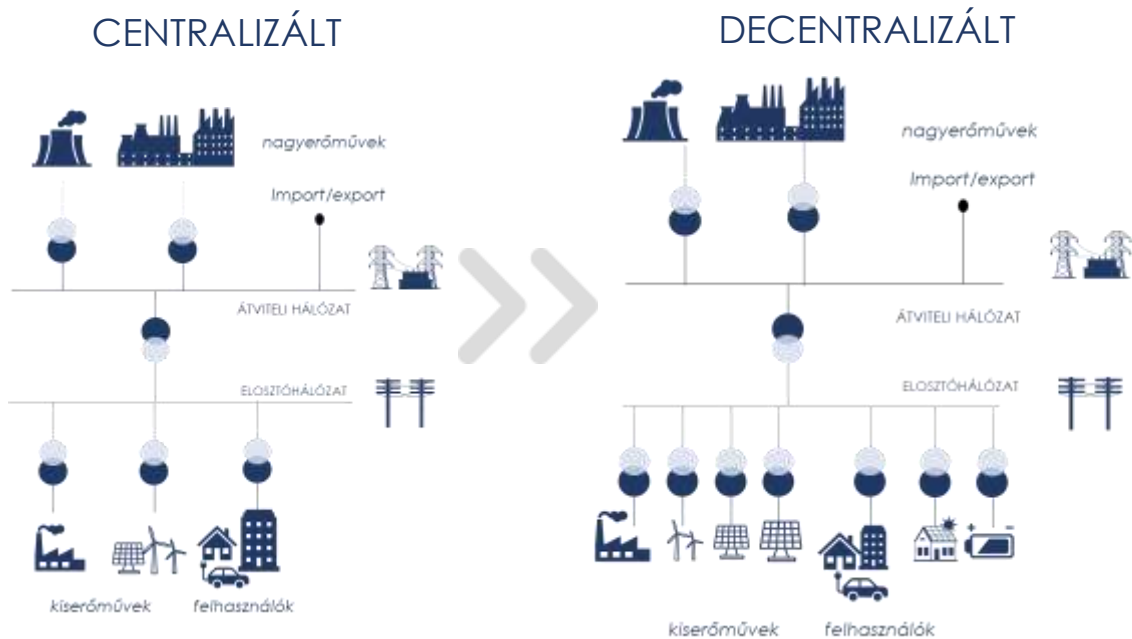 CENTRALIZÁLT
nagyerőművek
Import/export
ÁTVITELI HÁLÓZAT
ELOSZTÓHÁLÓZAT
kiserőművek
felhasználók
DECENTRALIZÁLT
nagyerőművek
Import/export
ÁTVITELI HÁLÓZAT
ELOSZTÓHÁLÓZAT
+ –
kiserőművek
felhasználók